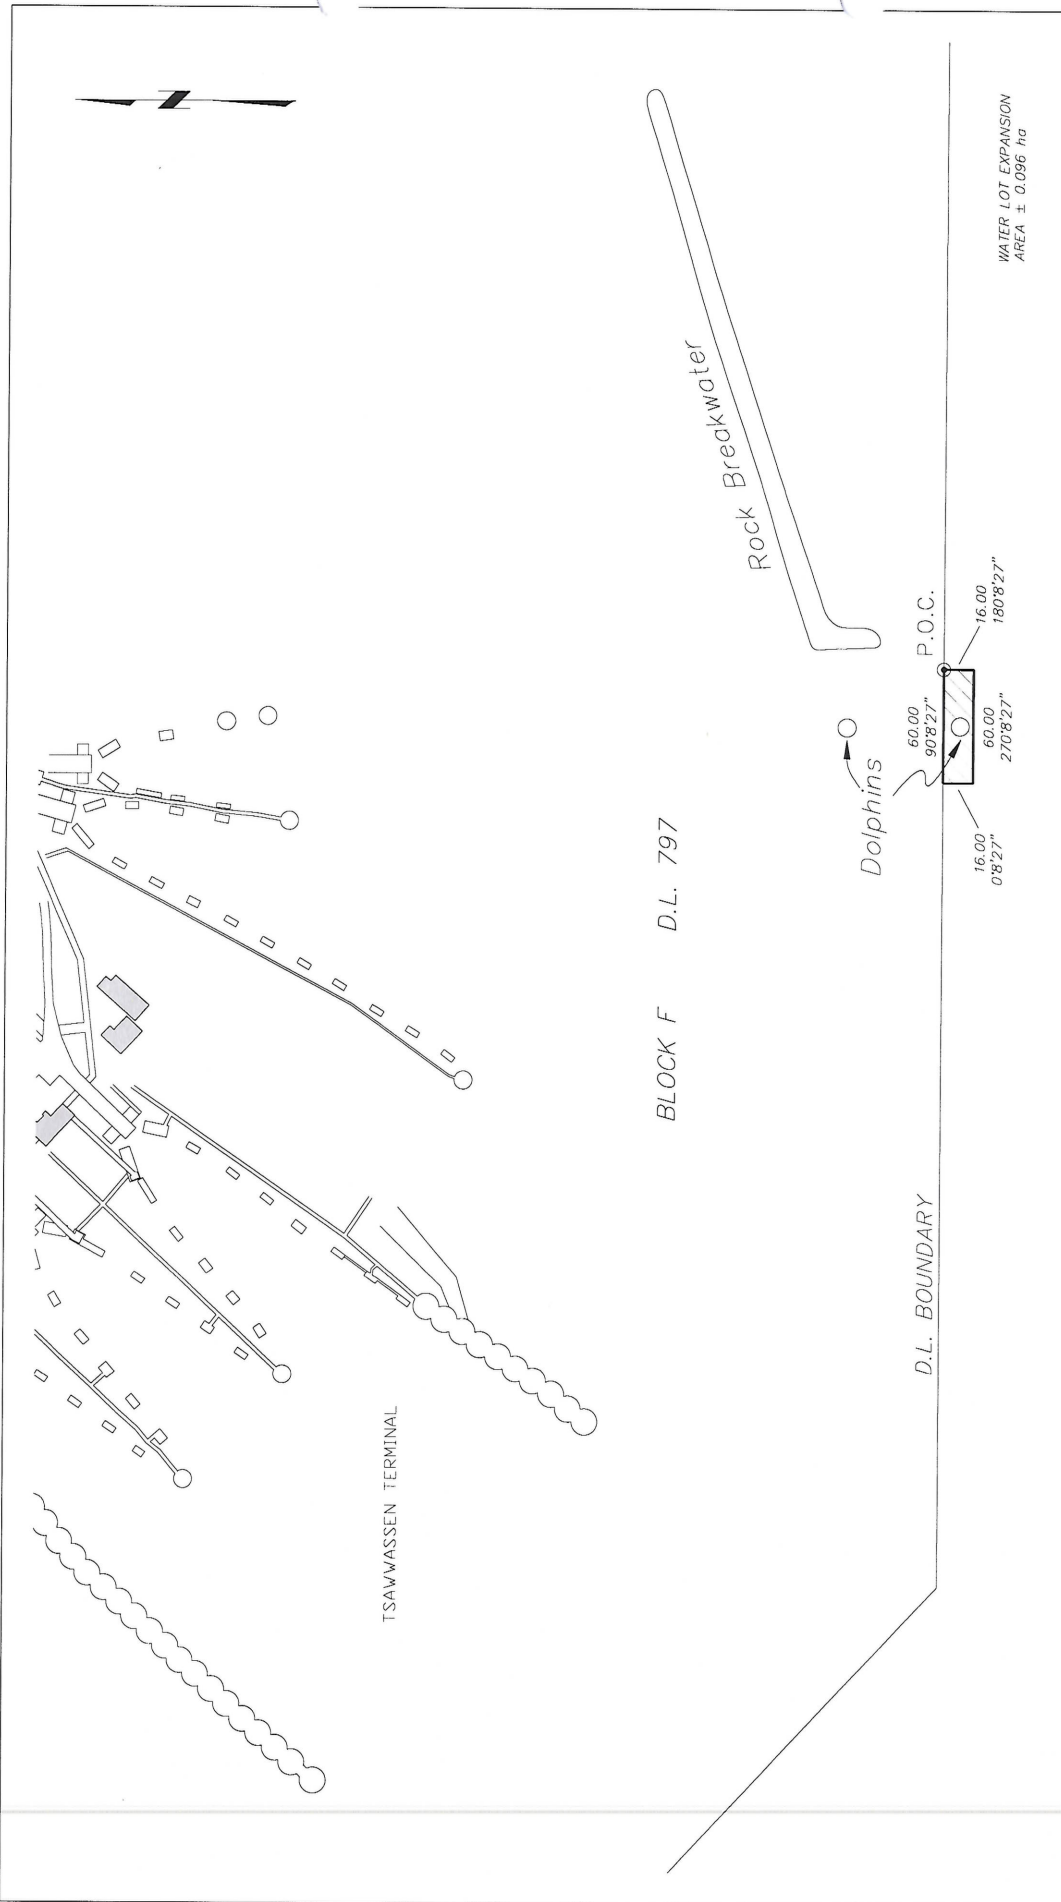 N
TSAWWASSEN TERMINAL
BLOCK F D.L. 797
Rock Breakwater
Dolphins
D.L. BOUNDARY
P.O.C.
60.00
90°8'27"
16.00
180°8'27"
60.00
270°8'27"
16.00
0°8'27"
WATER LOT EXPANSION
AREA ± 0.096 ha